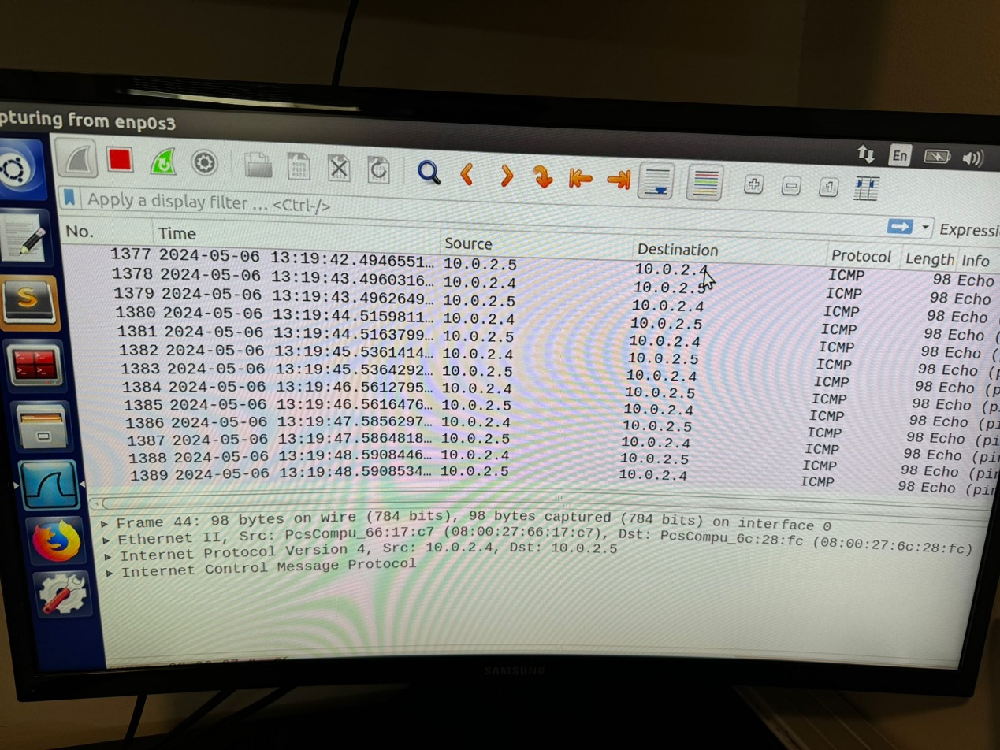 pturing from enp0s3
En
Apply a display filter ... <Ctrl-/>
Expressi
No. Time Source Destination Protocol Length Info
1377 2024-05-06 13:19:42.4946551... 10.0.2.5 10.0.2.4 ICMP 98 Echo
1378 2024-05-06 13:19:43.4960316... 10.0.2.4 10.0.2.5 ICMP 98 Echo
1379 2024-05-06 13:19:43.4962649... 10.0.2.5 10.0.2.4 ICMP 98 Echo
1380 2024-05-06 13:19:44.5159811... 10.0.2.4 10.0.2.5 ICMP 98 Echo (
1381 2024-05-06 13:19:44.5163799... 10.0.2.5 10.0.2.4 ICMP 98 Echo (
1382 2024-05-06 13:19:45.5361414... 10.0.2.4 10.0.2.5 ICMP 98 Echo (
1383 2024-05-06 13:19:45.5364292... 10.0.2.5 10.0.2.4 ICMP 98 Echo (p
1384 2024-05-06 13:19:46.5612795... 10.0.2.4 10.0.2.5 ICMP 98 Echo (p
1385 2024-05-06 13:19:46.5616476... 10.0.2.5 10.0.2.4 ICMP 98 Echo (p
1386 2024-05-06 13:19:47.5856297... 10.0.2.4 10.0.2.5 ICMP 98 Echo (pi
1387 2024-05-06 13:19:47.5864818... 10.0.2.5 10.0.2.4 ICMP 98 Echo (pi
1388 2024-05-06 13:19:48.5908446... 10.0.2.4 10.0.2.5 ICMP 98 Echo (pin
1389 2024-05-06 13:19:48.5908534... 10.0.2.5 10.0.2.4 ICMP 98 Echo (pin
Frame 44: 98 bytes on wire (784 bits), 98 bytes captured (784 bits) on interface 0
Ethernet II, Src: PcsCompu_66:17:c7 (08:00:27:66:17:c7), Dst: PcsCompu_6c:28:fc (08:00:27:6c:28:fc)
Internet Protocol Version 4, Src: 10.0.2.4, Dst: 10.0.2.5
Internet Control Message Protocol
SAMSUNG